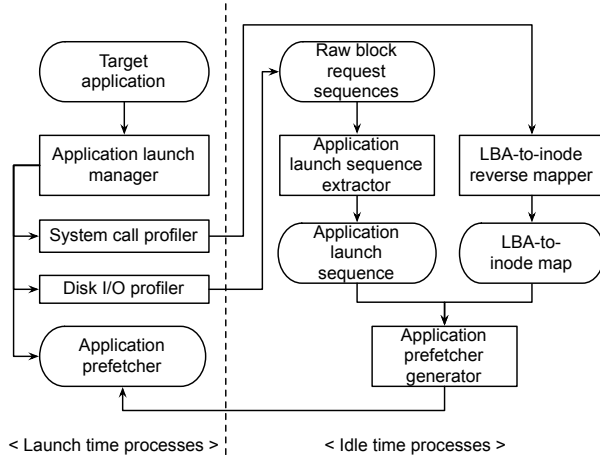 Target
application
Application launch
manager
System call profiler
Disk I/O profiler
Application
prefetcher
< Launch time processes >
Raw block
request
sequences
Application
launch sequence
extractor
Application
launch
sequence
LBA-to-inode
reverse mapper
LBA-to-
inode map
Application
prefetcher
generator
< Idle time processes >